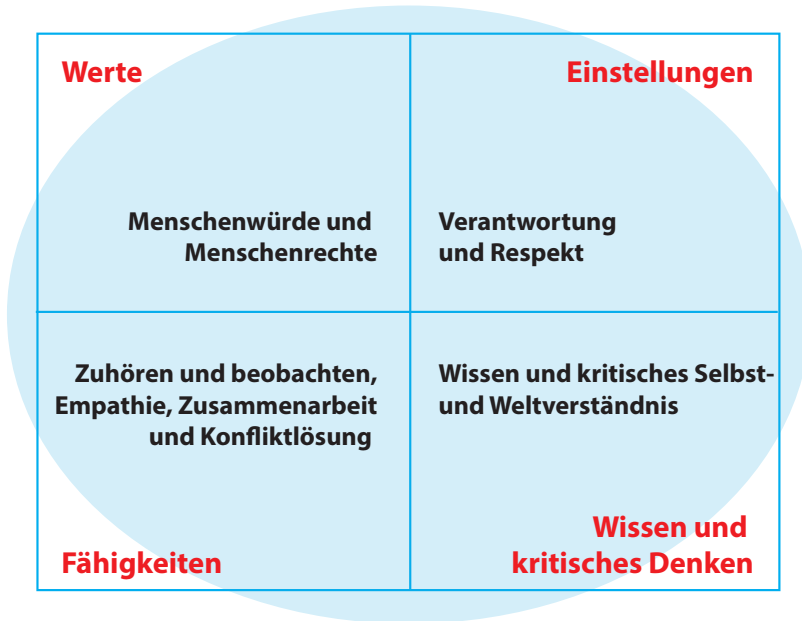 Werte
Einstellungen
Menschenwürde und
Menschenrechte
Verantwortung
und Respekt
Zuhören und beobachten,
Empathie, Zusammenarbeit
und Konfliktlösung
Wissen und kritisches Selbst-
und Weltverständnis
Fähigkeiten
Wissen und
kritisches Denken